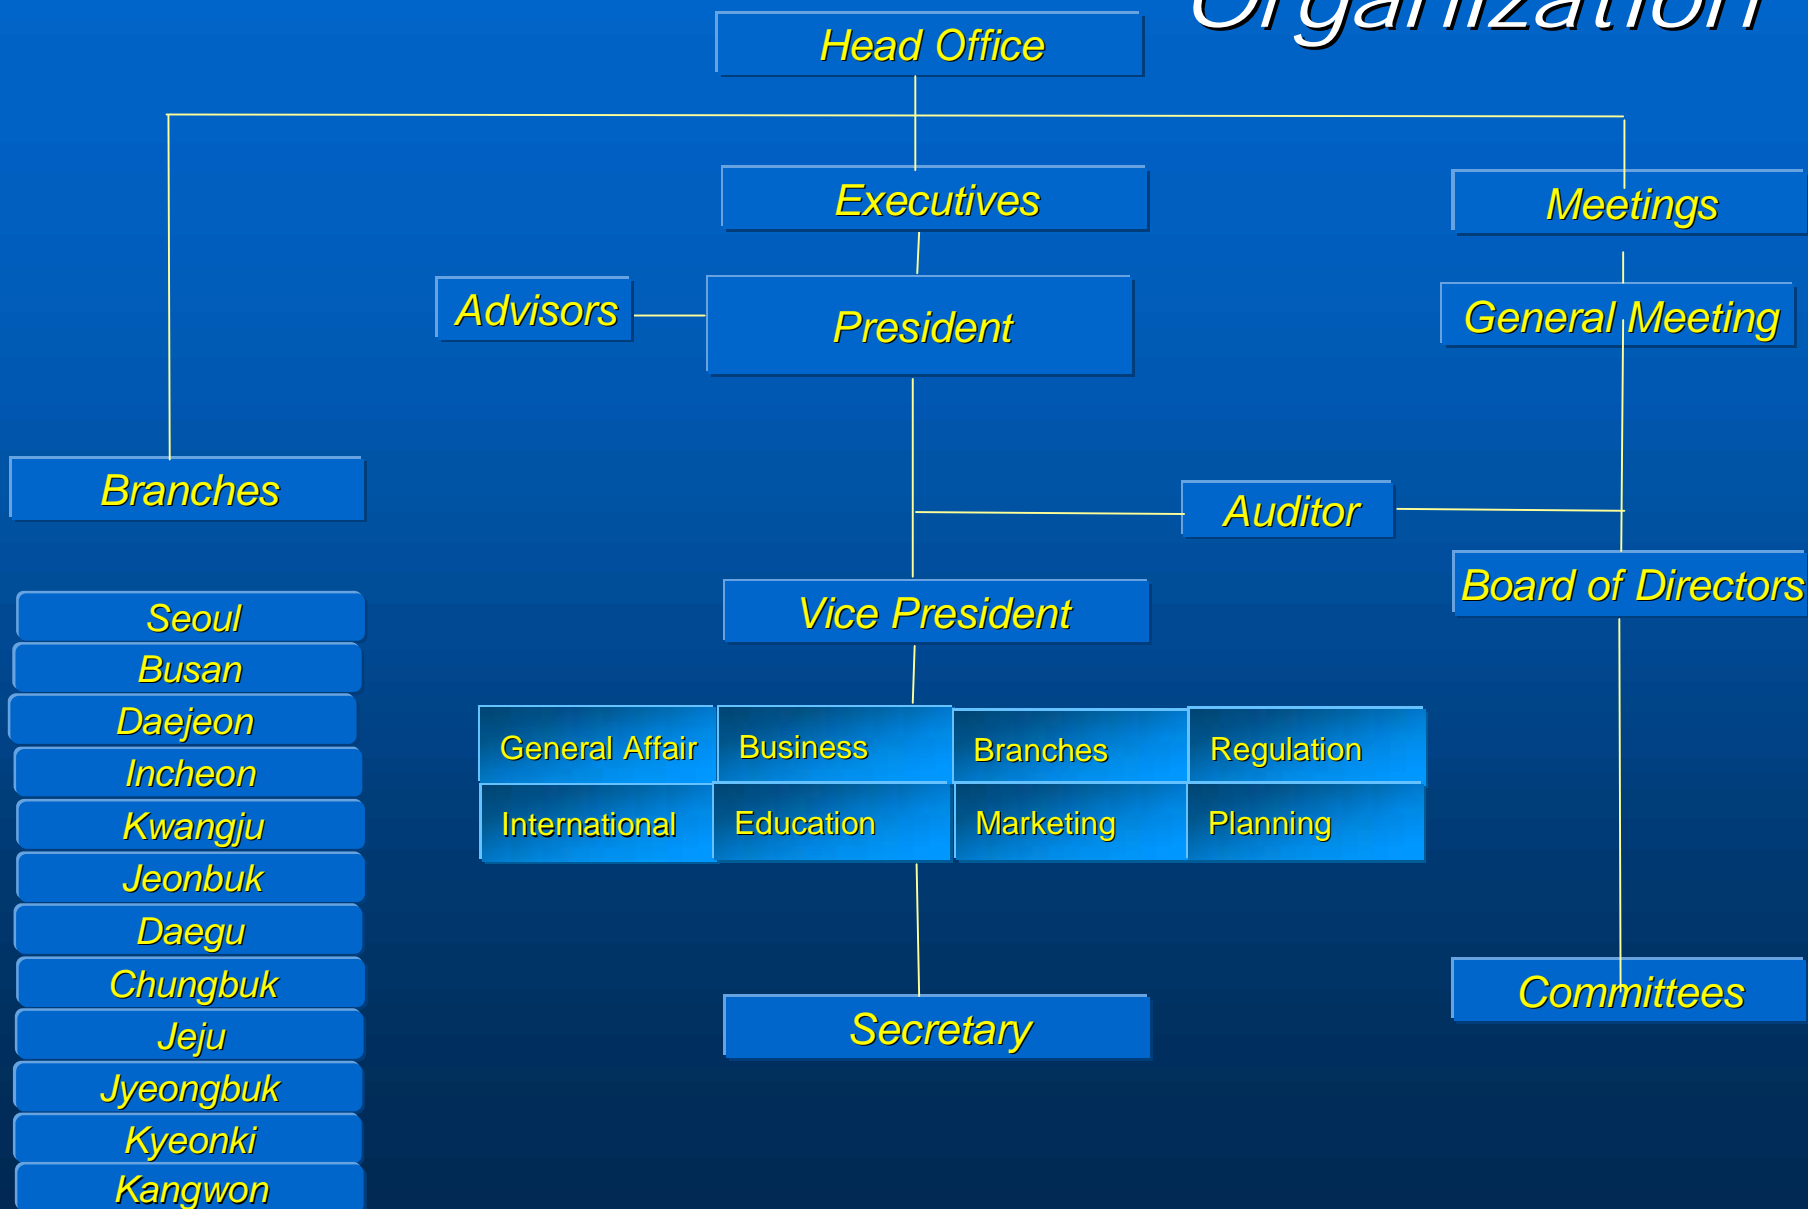 Organization
Head Office
Executives
Meetings
Advisors
President
General Meeting
Branches
Auditor
Vice President
Board of Directors
Seoul
Busan
Daejeon
Incheon
Kwangju
Jeonbuk
Daegu
Chungbuk
Jeju
Jyeongbuk
Kyeonki
Kangwon
General Affair
Business
Branches
Regulation
International
Education
Marketing
Planning
Secretary
Committees